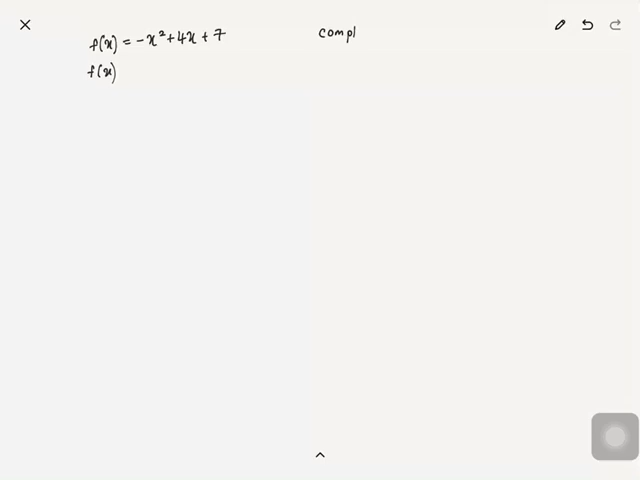 f(x) = -x² + 4x + 7
compl
f(x)